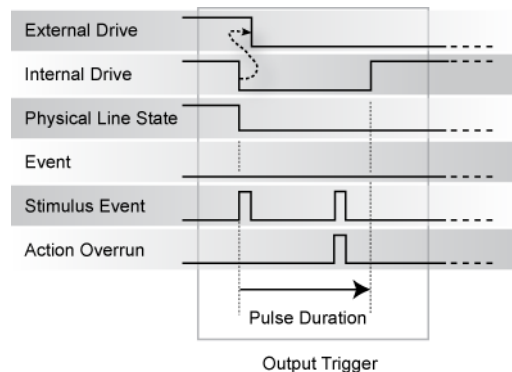 External Drive
Internal Drive
Physical Line State
Event
Stimulus Event
Action Overrun
Pulse Duration
Output Trigger